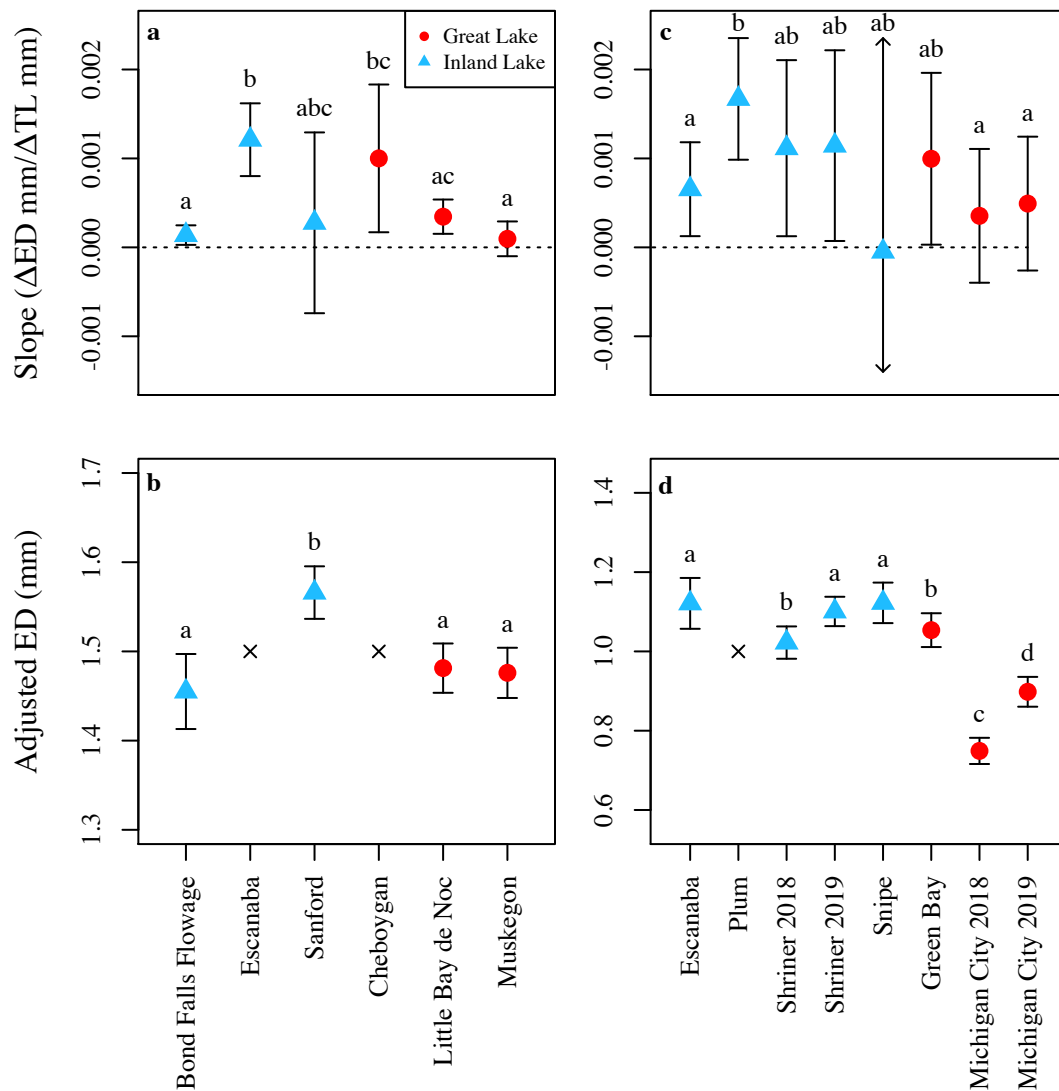 a
Great Lake
Inland Lake
Slope (ΔED mm/ΔTL mm)
0.002
0.001
0.000
-0.001
a
b
abc
bc
ac
a
c
a
b
ab
ab
ab
ab
a
a
0.002
0.001
0.000
-0.001
b
Adjusted ED (mm)
1.7
1.6
1.5
1.4
1.3
a
b
a
a
Bond Falls Flowage
Escanaba
Sanford
Cheboygan
Little Bay de Noc
Muskegon
d
1.4
1.2
1.0
0.8
0.6
a
b
a
a
b
c
d
Escanaba
Plum
Shriner 2018
Shriner 2019
Snipe
Green Bay
Michigan City 2018
Michigan City 2019